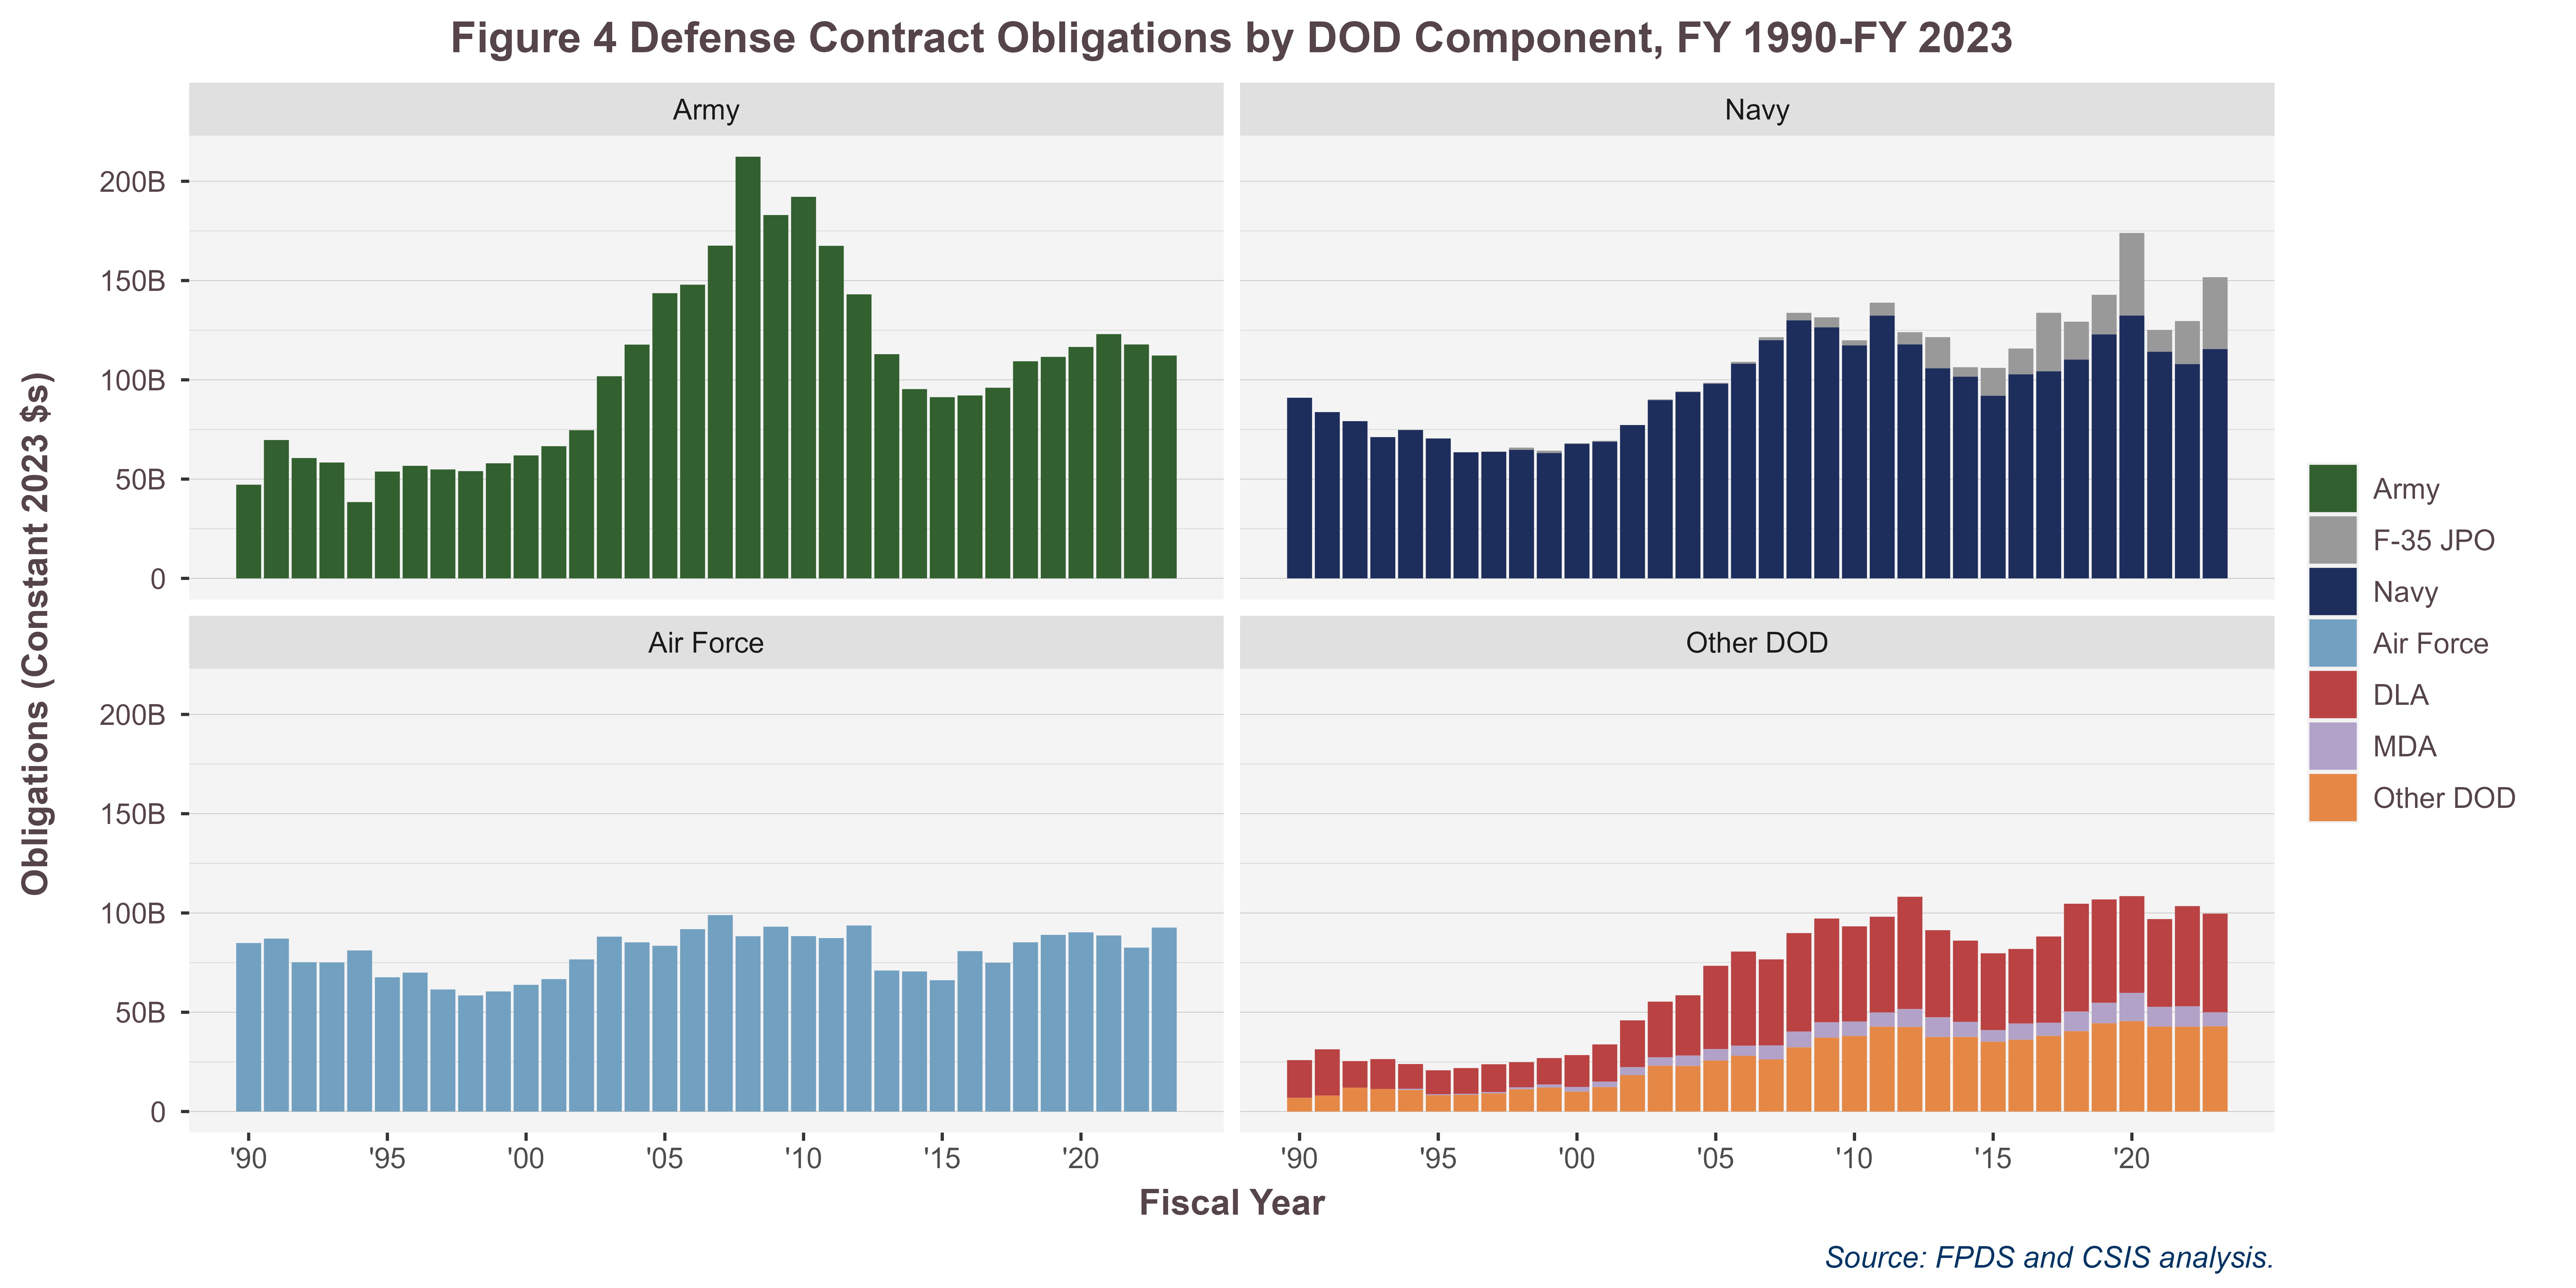 Figure 4 Defense Contract Obligations by DOD Component, FY 1990-FY 2023
Army
Navy
200B
150B
100B
50B
0
Air Force
Other DOD
200B
150B
100B
50B
0
'90 '95 '00 '05 '10 '15 '20
'90 '95 '00 '05 '10 '15 '20
Obligations (Constant 2023 $s)
Fiscal Year
Army
F-35 JPO
Navy
Air Force
DLA
MDA
Other DOD
Source: FPDS and CSIS analysis.